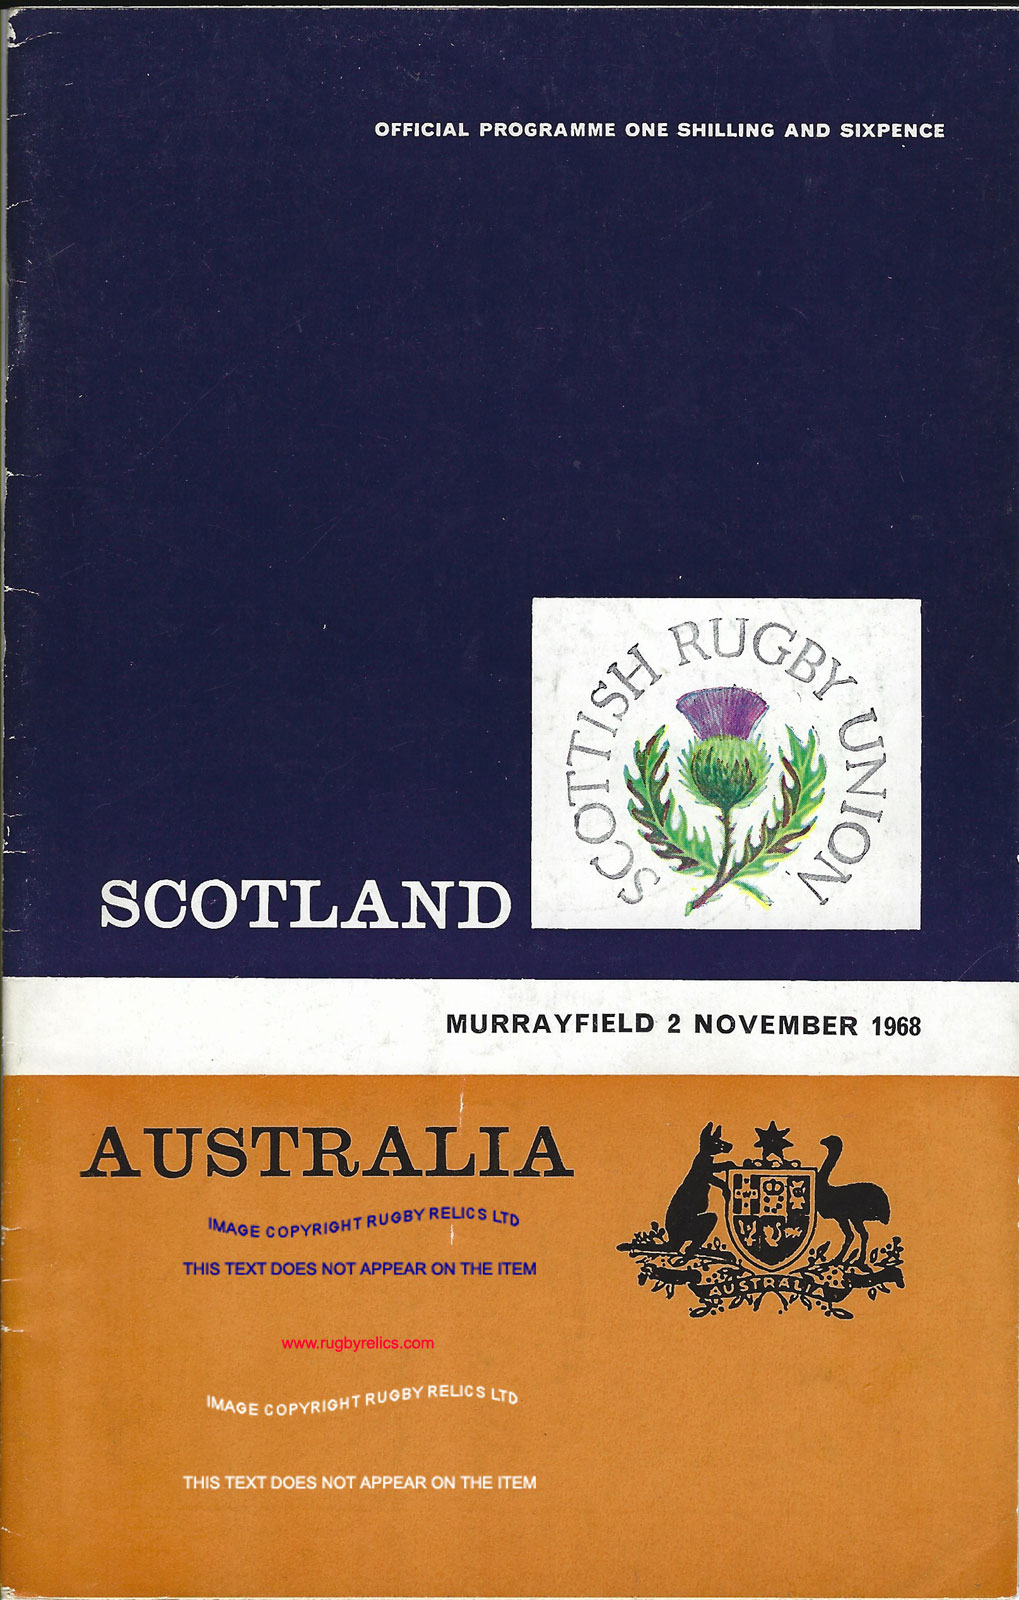 OFFICIAL PROGRAMME ONE SHILLING AND SIXPENCE
SCOTTISH RUGBY UNION
SCOTLAND
MURRAYFIELD 2 NOVEMBER 1968
AUSTRALIA
AUSTRALIA
IMAGE COPYRIGHT RUGBY RELICS LTD
THIS TEXT DOES NOT APPEAR ON THE ITEM
www.rugbyrelics.com
IMAGE COPYRIGHT RUGBY RELICS LTD
THIS TEXT DOES NOT APPEAR ON THE ITEM